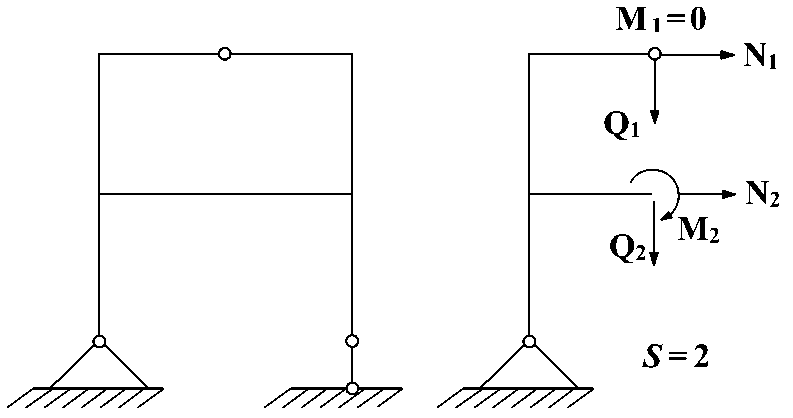 M₁=0
N₁
Q₁
N₂
M₂
Q₂
S=2